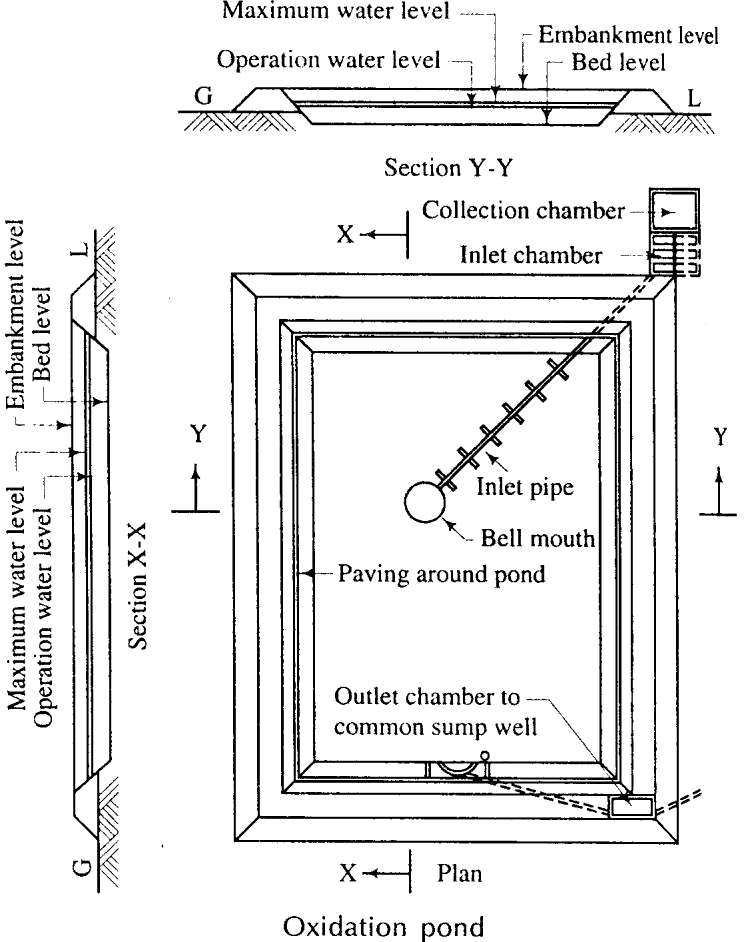 Maximum water level
Embankment level
Operation water level
Bed level
G
L
Section Y-Y
Collection chamber
X
Inlet chamber
L
Embankment level
Bed level
Y
Y
Inlet pipe
Bell mouth
Maximum water level
Operation water level
Section X-X
Paving around pond
Outlet chamber to
common sump well
G
X
Plan
Oxidation pond